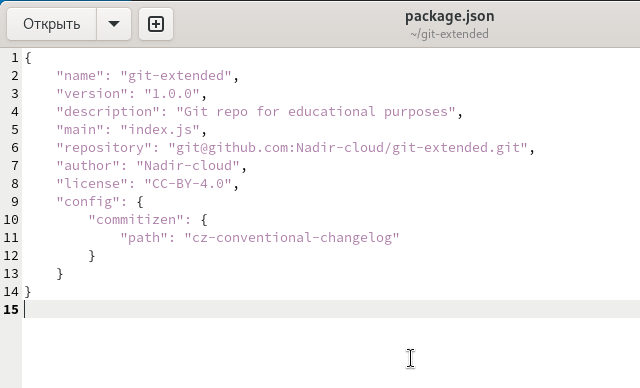 Открыть
package.json
~/git-extended
1 {
2     "name": "git-extended",
3     "version": "1.0.0",
4     "description": "Git repo for educational purposes",
5     "main": "index.js",
6     "repository": "git@github.com:Nadir-cloud/git-extended.git",
7     "author": "Nadir-cloud",
8     "license": "CC-BY-4.0",
9     "config": {
10         "commitizen": {
11             "path": "cz-conventional-changelog"
12         }
13     }
14 }
15